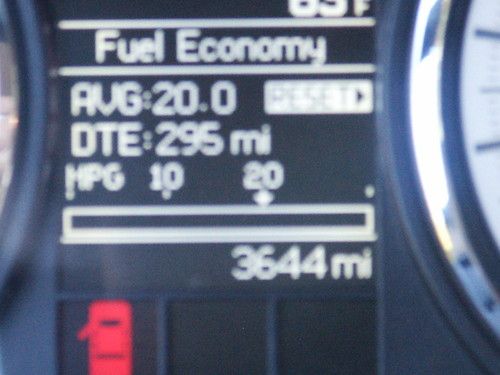 Fuel Economy
AVG:20.0 RESET
DTE:295 mi
MPG 10 20
3644 mi